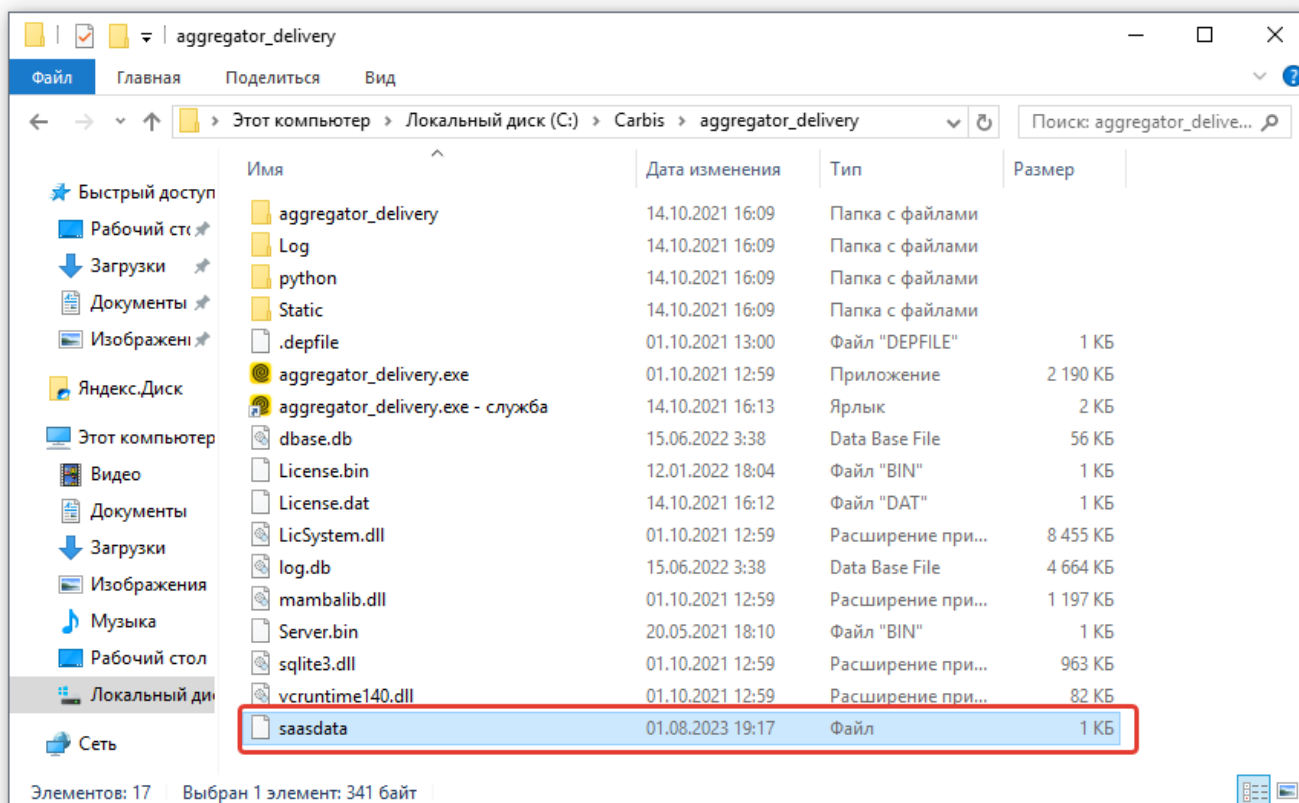 aggregator_delivery
Файл Главная Поделиться Вид
Этот компьютер > Локальный диск (C:) > Carbis > aggregator_delivery Поиск: aggregator_delive...
Имя Дата изменения Тип Размер
Быстрый доступ
Рабочий сто
Загрузки
Документы
Изображени
Яндекс.Диск
Этот компьютер
Видео
Документы
Загрузки
Изображения
Музыка
Рабочий стол
Локальный ди
Сеть
aggregator_delivery 14.10.2021 16:09 Папка с файлами
Log 14.10.2021 16:09 Папка с файлами
python 14.10.2021 16:09 Папка с файлами
Static 14.10.2021 16:09 Папка с файлами
.depfile 01.10.2021 13:00 Файл "DEPFILE" 1 КБ
aggregator_delivery.exe 01.10.2021 12:59 Приложение 2 190 КБ
aggregator_delivery.exe - служба 14.10.2021 16:13 Ярлык 2 КБ
dbase.db 15.06.2022 3:38 Data Base File 56 КБ
License.bin 12.01.2022 18:04 Файл "BIN" 1 КБ
License.dat 14.10.2021 16:12 Файл "DAT" 1 КБ
LicSystem.dll 01.10.2021 12:59 Расширение при... 8 455 КБ
log.db 15.06.2022 3:38 Data Base File 4 664 КБ
mambalib.dll 01.10.2021 12:59 Расширение при... 1 197 КБ
Server.bin 20.05.2021 18:10 Файл "BIN" 1 КБ
sqlite3.dll 01.10.2021 12:59 Расширение при... 963 КБ
vcruntime140.dll 01.10.2021 12:59 Расширение при... 82 КБ
saasdata 01.08.2023 19:17 Файл 1 КБ
Элементов: 17 Выбран 1 элемент: 341 байт